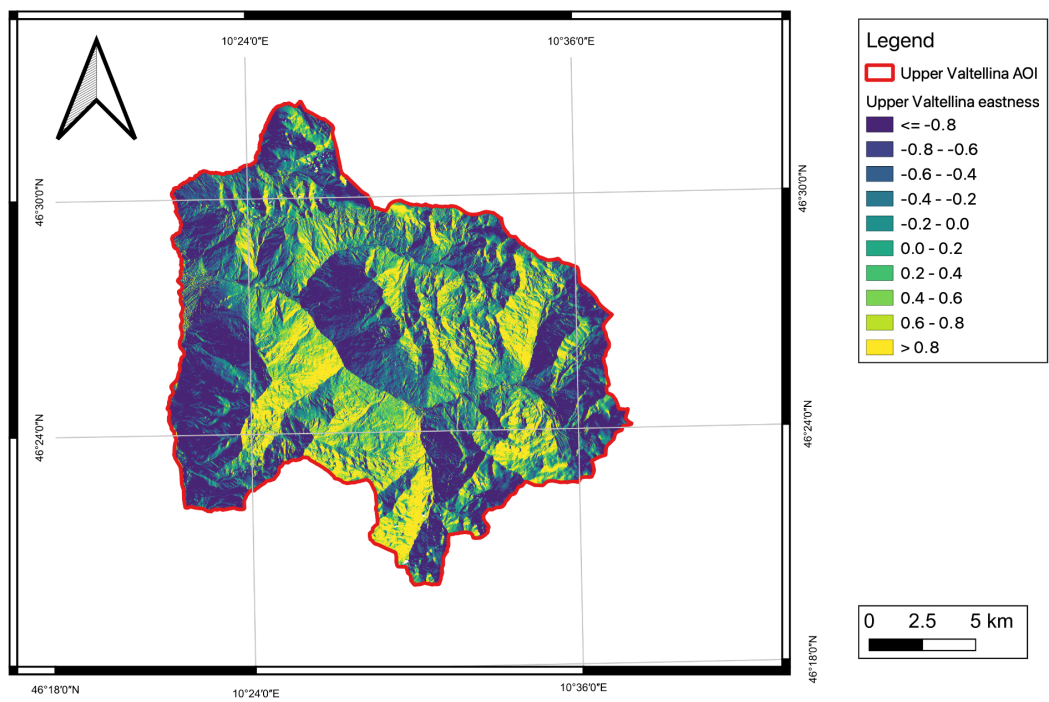 10°24'0"E
10°36'0"E
46°30'0"N
46°30'0"N
46°24'0"N
46°24'0"N
46°18'0"N
46°18'0"N
10°24'0"E
10°36'0"E
Legend
Upper Valtellina AOI
Upper Valtellina eastness
<= -0.8
-0.8 - -0.6
-0.6 - -0.4
-0.4 - -0.2
-0.2 - 0.0
0.0 - 0.2
0.2 - 0.4
0.4 - 0.6
0.6 - 0.8
> 0.8
0 2.5 5 km